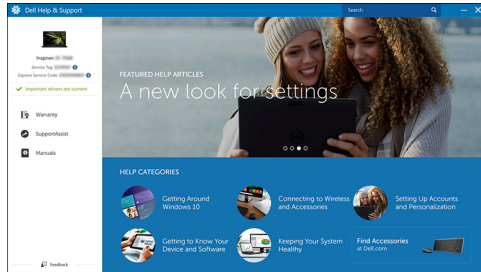 Dell Help & Support
Search
Inspiron
Service Tag
Express Service Code
Important drivers are current
Warranty
SupportAssist
Manuals
Feedback
FEATURED HELP ARTICLES
A new look for settings
HELP CATEGORIES
Getting Around
Windows 10
Connecting to Wireless
and Accessories
Setting Up Accounts
and Personalization
Getting to Know Your
Device and Software
Keeping Your System
Healthy
Find Accessories
at Dell.com